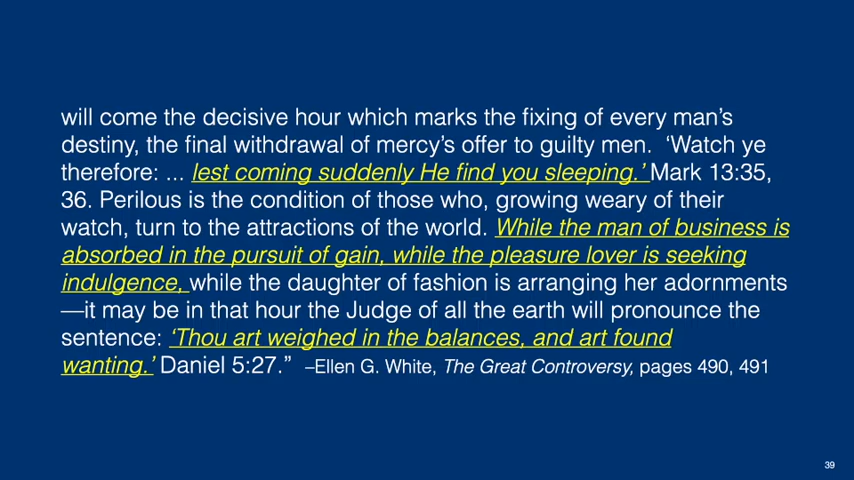 will come the decisive hour which marks the fixing of every man’s
destiny, the final withdrawal of mercy’s offer to guilty men.  ‘Watch ye
therefore: ... lest coming suddenly He find you sleeping.’ Mark 13:35,
36. Perilous is the condition of those who, growing weary of their
watch, turn to the attractions of the world. While the man of business is
absorbed in the pursuit of gain, while the pleasure lover is seeking
indulgence, while the daughter of fashion is arranging her adornments
—it may be in that hour the Judge of all the earth will pronounce the
sentence: ‘Thou art weighed in the balances, and art found
wanting.’ Daniel 5:27.”  –Ellen G. White, The Great Controversy, pages 490, 491
39